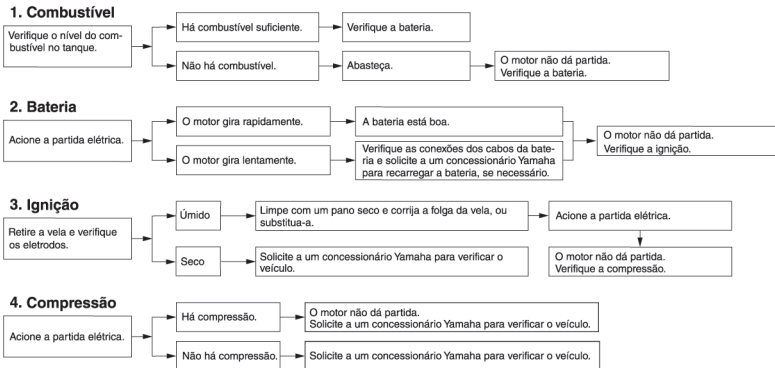 1. Combustível
Verifique o nível do com-
bustível no tanque.
Há combustível suficiente.
Verifique a bateria.
Não há combustível.
Abasteça.
O motor não dá partida.
Verifique a bateria.
2. Bateria
Acione a partida elétrica.
O motor gira rapidamente.
A bateria está boa.
O motor gira lentamente.
Verifique as conexões dos cabos da bate-
ria e solicite a um concessionário Yamaha
para recarregar a bateria, se necessário.
O motor não dá partida.
Verifique a ignição.
3. Ignição
Retire a vela e verifique
os eletrodos.
Úmido
Limpe com um pano seco e corrija a folga da vela, ou
substitua-a.
Acione a partida elétrica.
Seco
Solicite a um concessionário Yamaha para verificar o
veículo.
O motor não dá partida.
Verifique a compressão.
4. Compressão
Acione a partida elétrica.
Há compressão.
O motor não dá partida.
Solicite a um concessionário Yamaha para verificar o veículo.
Não há compressão.
Solicite a um concessionário Yamaha para verificar o veículo.